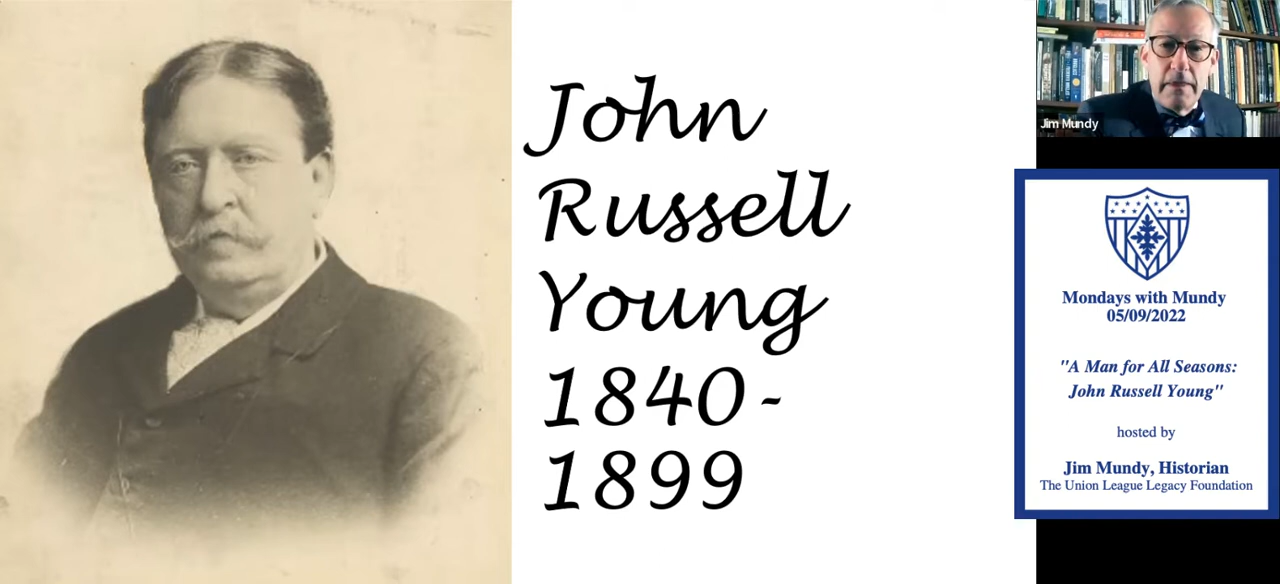 John
Russell
Young
1840-
1899
Jim Mundy
Mondays with Mundy
05/09/2022
"A Man for All Seasons:
John Russell Young"
hosted by
Jim Mundy, Historian
The Union League Legacy Foundation